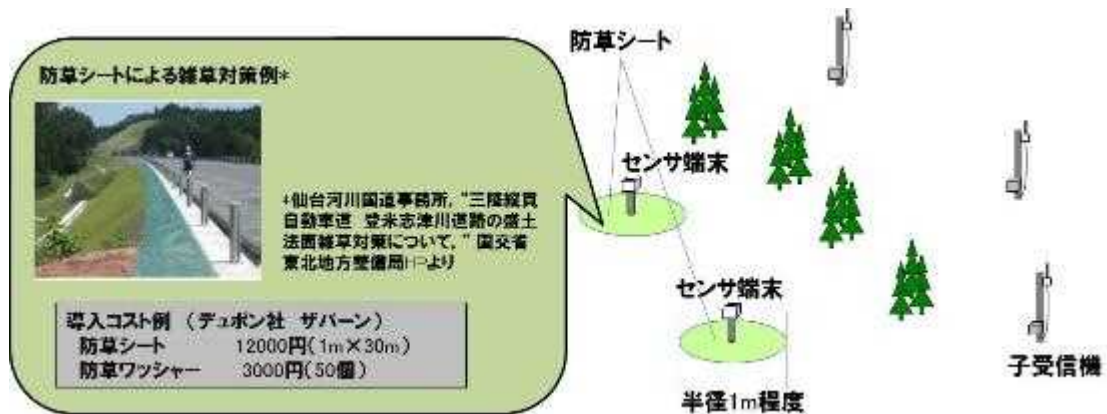 防草シートによる雑草対策例*
*仙台河川国道事務所, "三陸縦貫
自動車道 登米志津川道路の盛土
法面雑草対策について," 国交省
東北地方整備局HPより
導入コスト例 (デュポン社 ザバーン)
防草シート 12000円(1m×30m)
防草ワッシャー 3000円(50個)
防草シート
センサ端末
センサ端末
半径1m程度
子受信機